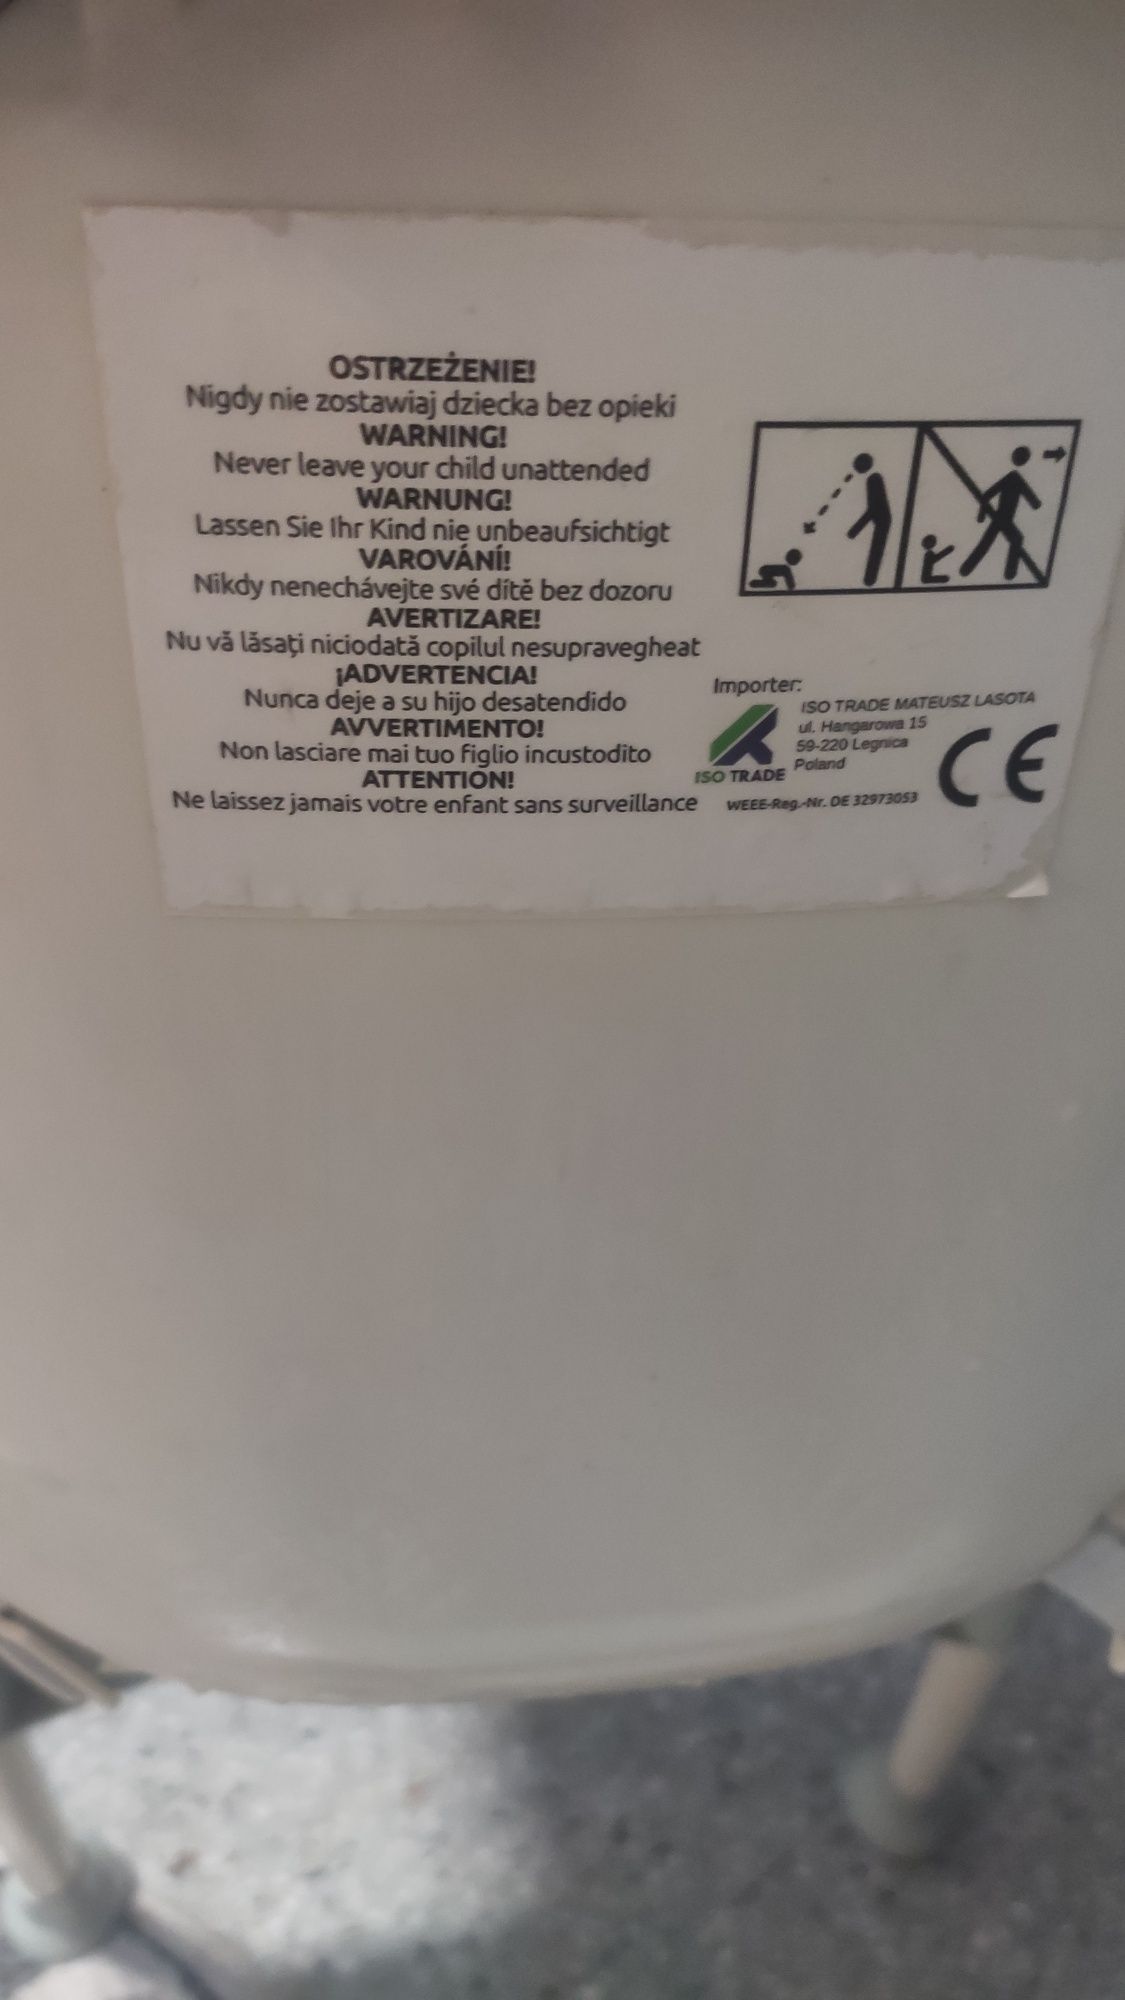 OSTRZEŻENIE!
Nigdy nie zostawiaj dziecka bez opieki
WARNING!
Never leave your child unattended
WARNUNG!
Lassen Sie Ihr Kind nie unbeaufsichtigt
VAROVÁNÍ!
Nikdy nenechávejte své dítě bez dozoru
AVERTIZARE!
Nu vă lăsați niciodată copilul nesupravegheat
¡ADVERTENCIA!
Nunca deje a su hijo desatendido
AVVERTIMENTO!
Non lasciare mai tuo figlio incustodito
ATTENTION!
Ne laissez jamais votre enfant sans surveillance
Importer:
ISO TRADE MATEUSZ LASOTA
ul. Hangarowa 15
59-220 Legnica
Poland
ISO TRADE
WEEE-Reg.-Nr. DE 32973053
CE